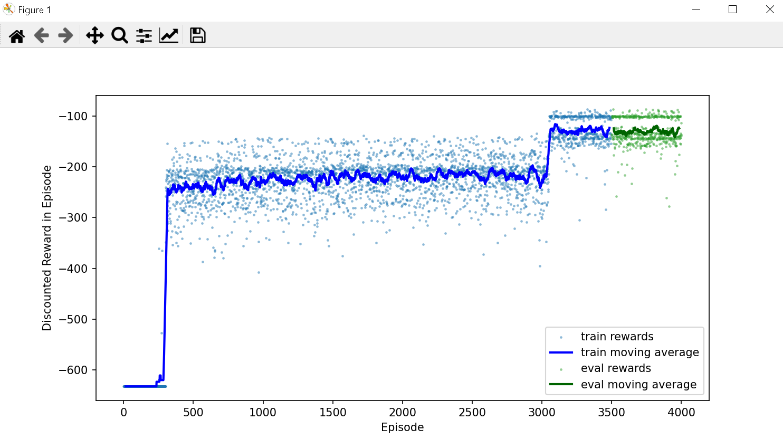 Figure 1
−100
−200
−300
−400
−500
−600
Discounted Reward in Episode
train rewards
train moving average
eval rewards
eval moving average
0 500 1000 1500 2000 2500 3000 3500 4000
Episode